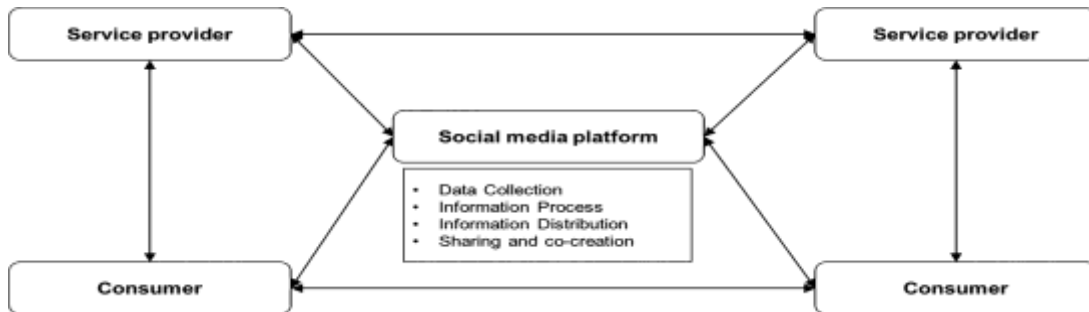 Service provider
Service provider
Social media platform
• Data Collection
• Information Process
• Information Distribution
• Sharing and co-creation
Consumer
Consumer